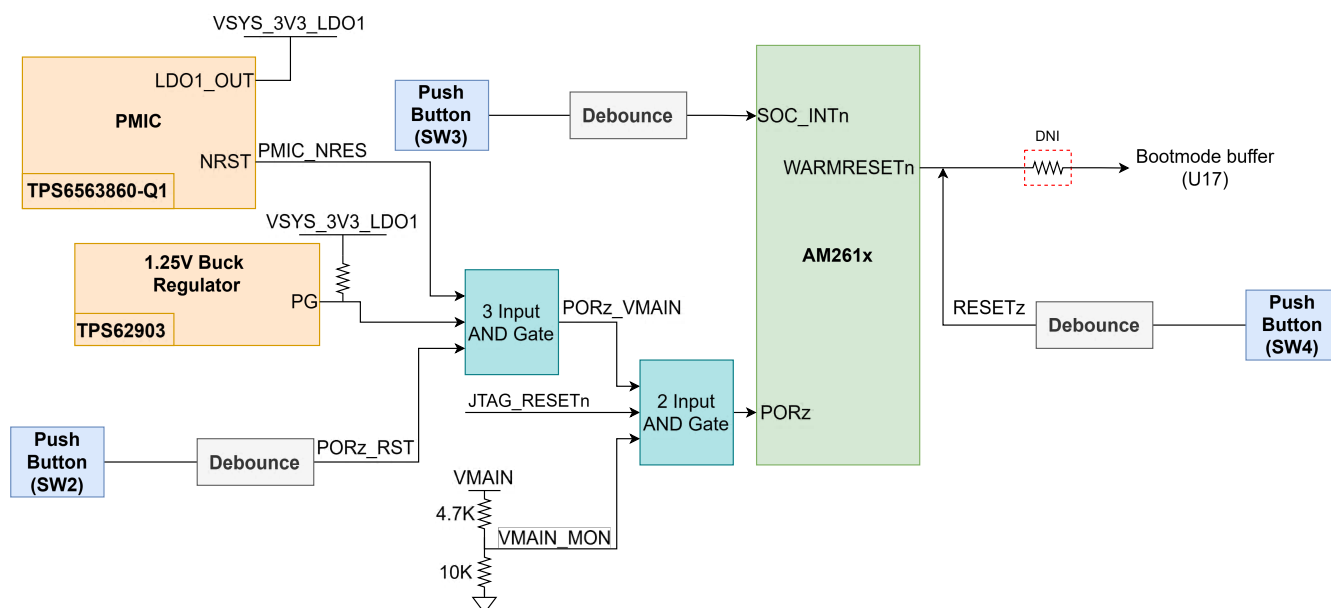 VSYS_3V3_LDO1
LDO1_OUT
PMIC
NRST
PMIC_NRES
TPS6563860-Q1
VSYS_3V3_LDO1
1.25V Buck
Regulator
PG
TPS62903
Push
Button
(SW2)
Debounce
PORz_RST
Push
Button
(SW3)
Debounce
3 Input
AND Gate
PORz_VMAIN
JTAG_RESETn
2 Input
AND Gate
VMAIN
4.7K
VMAIN_MON
10K
SOC_INTn
WARMRESETn
AM261x
PORz
DNI
Bootmode buffer
(U17)
RESETz
Debounce
Push
Button
(SW4)